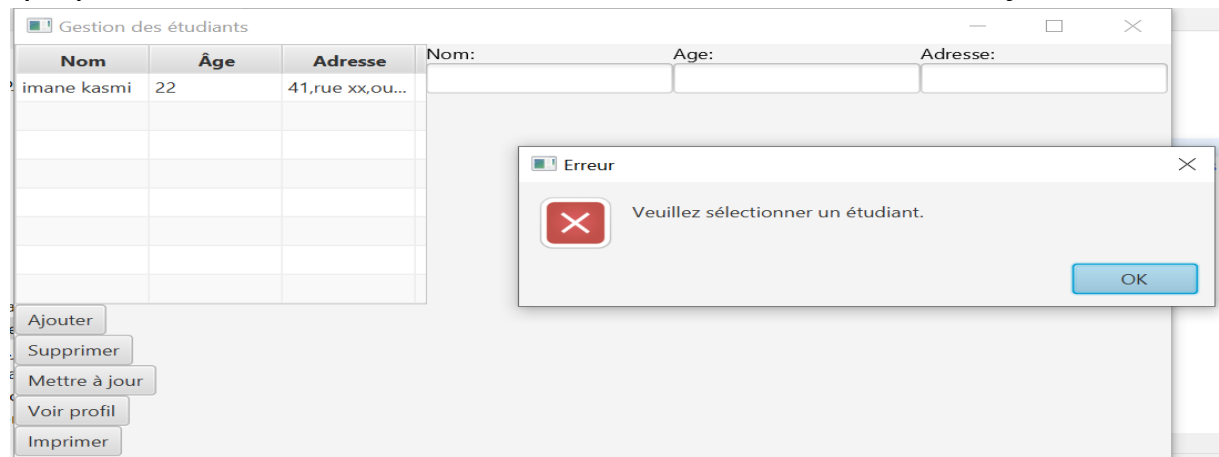 Gestion des étudiants
Nom Âge Adresse
Nom: Age: Adresse:
imane kasmi 22 41,rue xx,ou...
Erreur
Veuillez sélectionner un étudiant.
OK
Ajouter
Supprimer
Mettre à jour
Voir profil
Imprimer